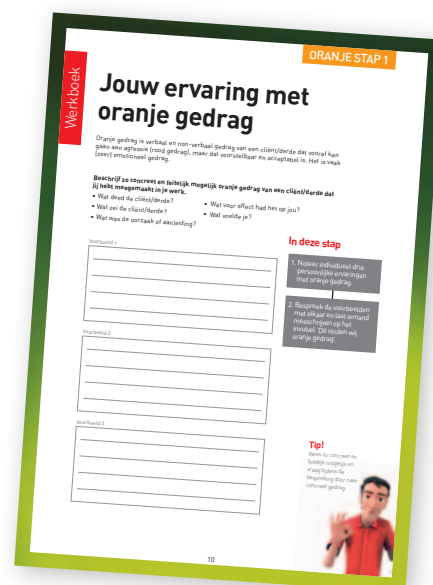 ORANJE STAP 1
Werkboek
Jouw ervaring met
oranje gedrag
Oranje gedrag is verbaal en non-verbaal gedrag van een cliënt/derde dat vooraf kan
gaan aan agressie (rood gedrag), maar dat voorstelbaar en acceptabel is. Het is vaak
(zeer) emotioneel gedrag.
Beschrijf zo concreet en feitelijk mogelijk oranje gedrag van een cliënt/derde dat
jij hebt meegemaakt in je werk.
• Wat deed de cliënt/derde?
• Wat zei de cliënt/derde?
• Wat was de oorzaak of aanleiding?
• Wat voor effect had het op jou?
• Wat voelde je?
Voorbeeld 1
Voorbeeld 2
Voorbeeld 3
In deze stap
1. Noteer individueel drie
persoonlijke ervaringen
met oranje gedrag.
2. Bespreek de voorbeelden
met elkaar en laat iemand
meeschrijven op het
invulvel 'Dit vinden wij
oranje gedrag'.
Tip!
Wees zo concreet en
feitelijk mogelijk en
vraag tijdens de
bespreking door naar
concreet gedrag.
10